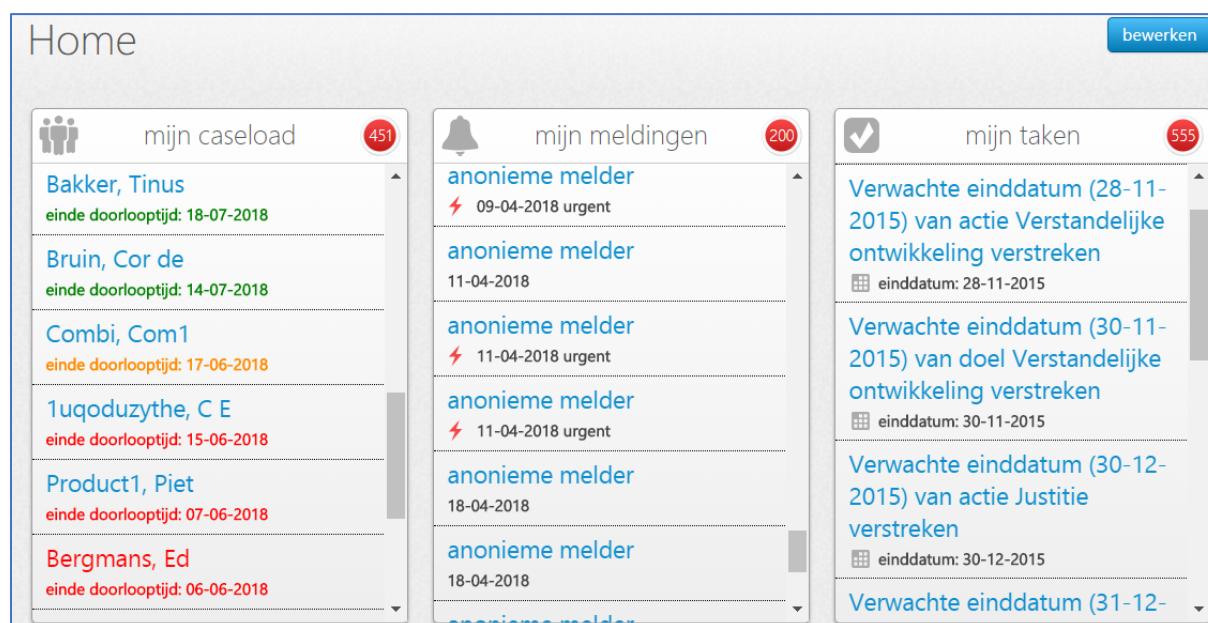 Home
bewerken
mijn caseload
451
Bakker, Tinus
einde doorlooptijd: 18-07-2018
Bruin, Cor de
einde doorlooptijd: 14-07-2018
Combi, Com1
einde doorlooptijd: 17-06-2018
1uqoduzythe, C E
einde doorlooptijd: 15-06-2018
Product1, Piet
einde doorlooptijd: 07-06-2018
Bergmans, Ed
einde doorlooptijd: 06-06-2018
mijn meldingen
200
anonieme melder
09-04-2018 urgent
anonieme melder
11-04-2018
anonieme melder
11-04-2018 urgent
anonieme melder
11-04-2018 urgent
anonieme melder
18-04-2018
anonieme melder
18-04-2018
anonieme melder
mijn taken
555
Verwachte einddatum (28-11-
2015) van actie Verstandelijke
ontwikkeling verstreken
einddatum: 28-11-2015
Verwachte einddatum (30-11-
2015) van doel Verstandelijke
ontwikkeling verstreken
einddatum: 30-11-2015
Verwachte einddatum (30-12-
2015) van actie Justitie
verstreken
einddatum: 30-12-2015
Verwachte einddatum (31-12-